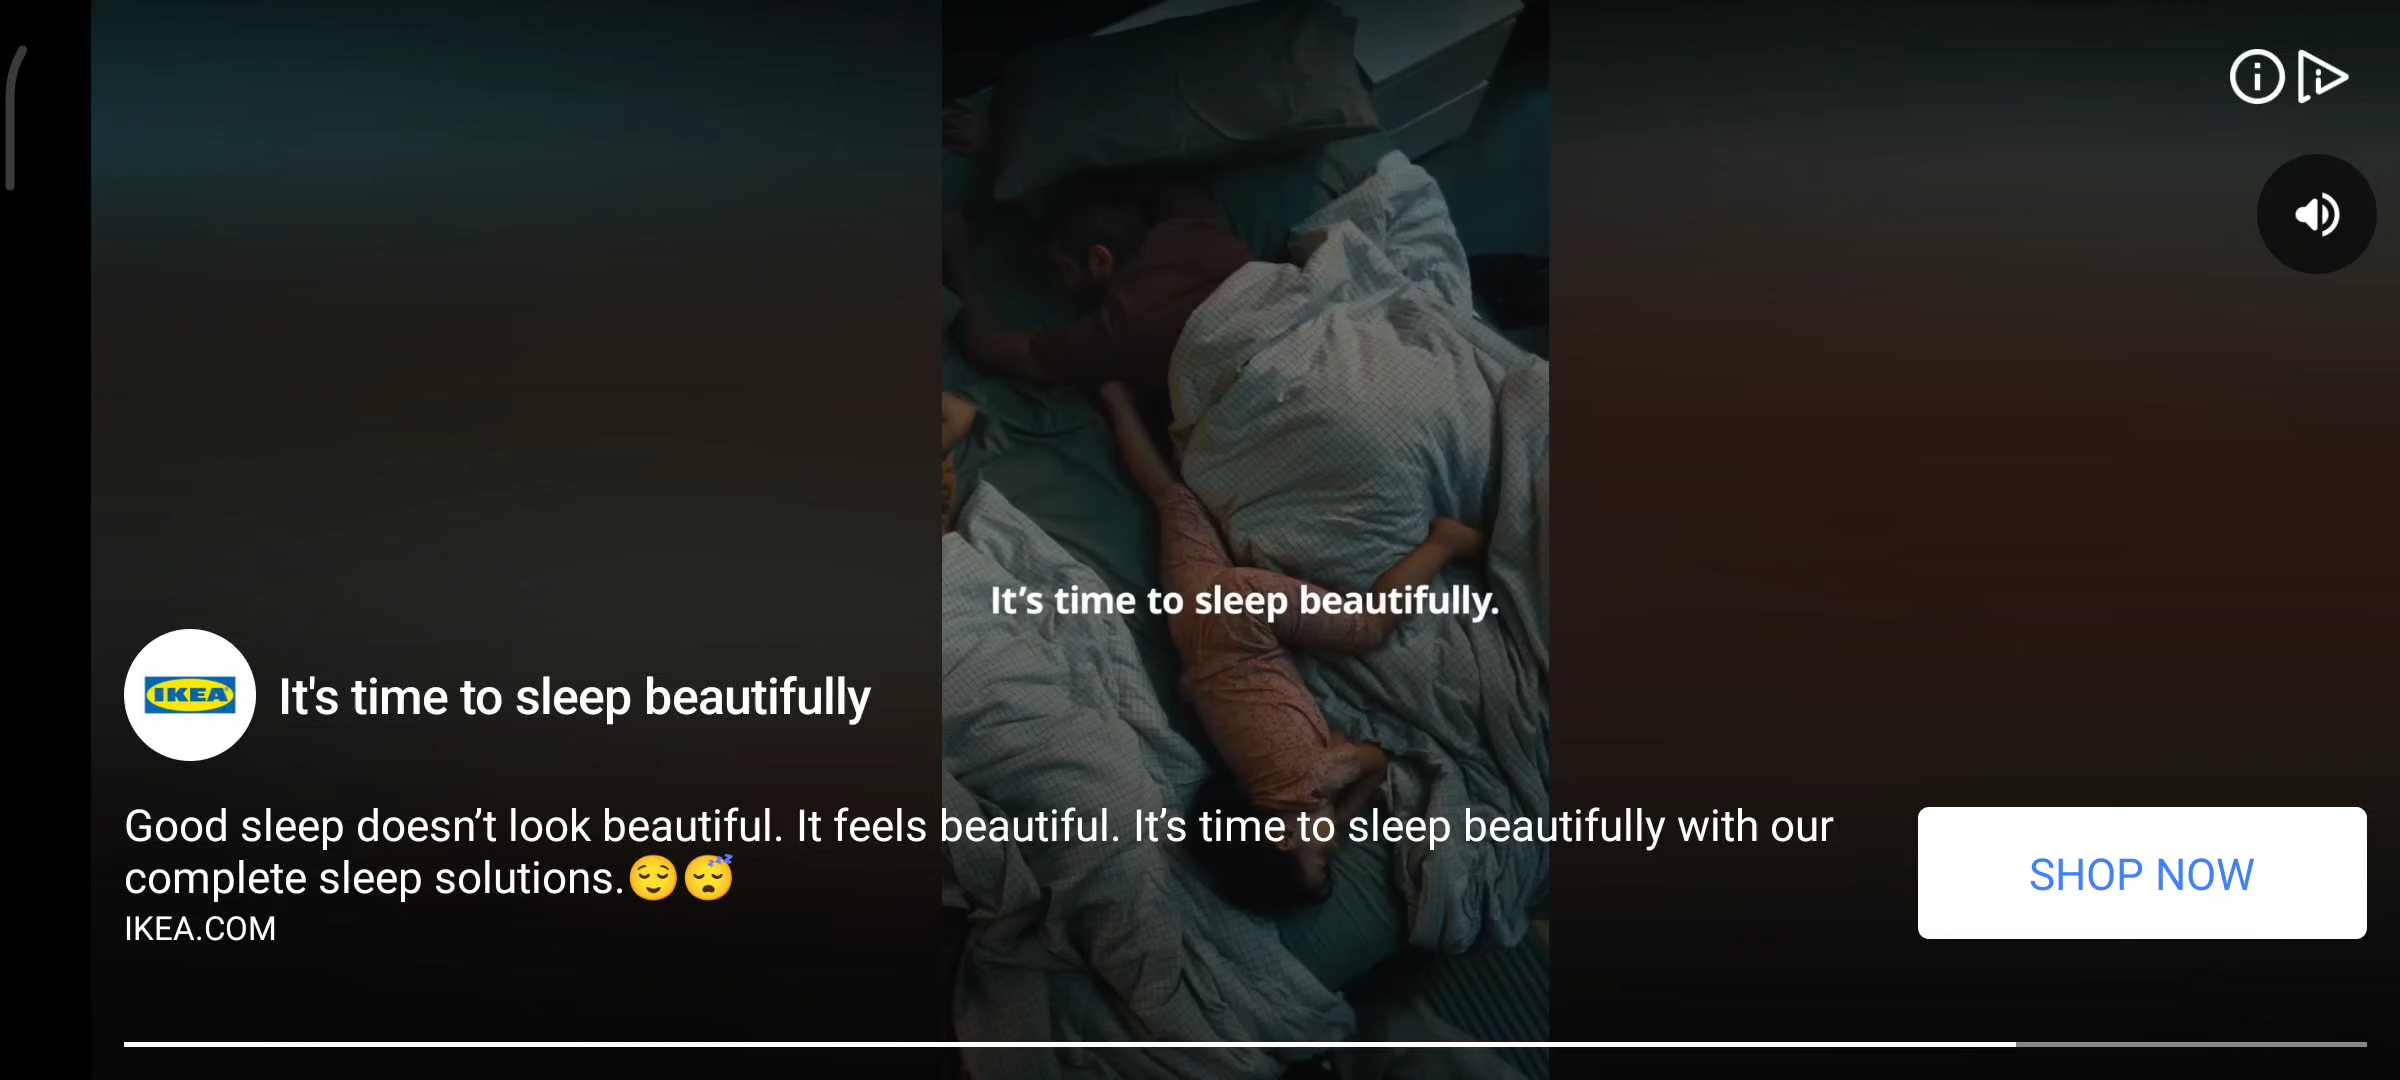 It’s time to sleep beautifully.
IKEA
It's time to sleep beautifully
Good sleep doesn’t look beautiful. It feels beautiful. It’s time to sleep beautifully with our
complete sleep solutions.😌😴
IKEA.COM
SHOP NOW